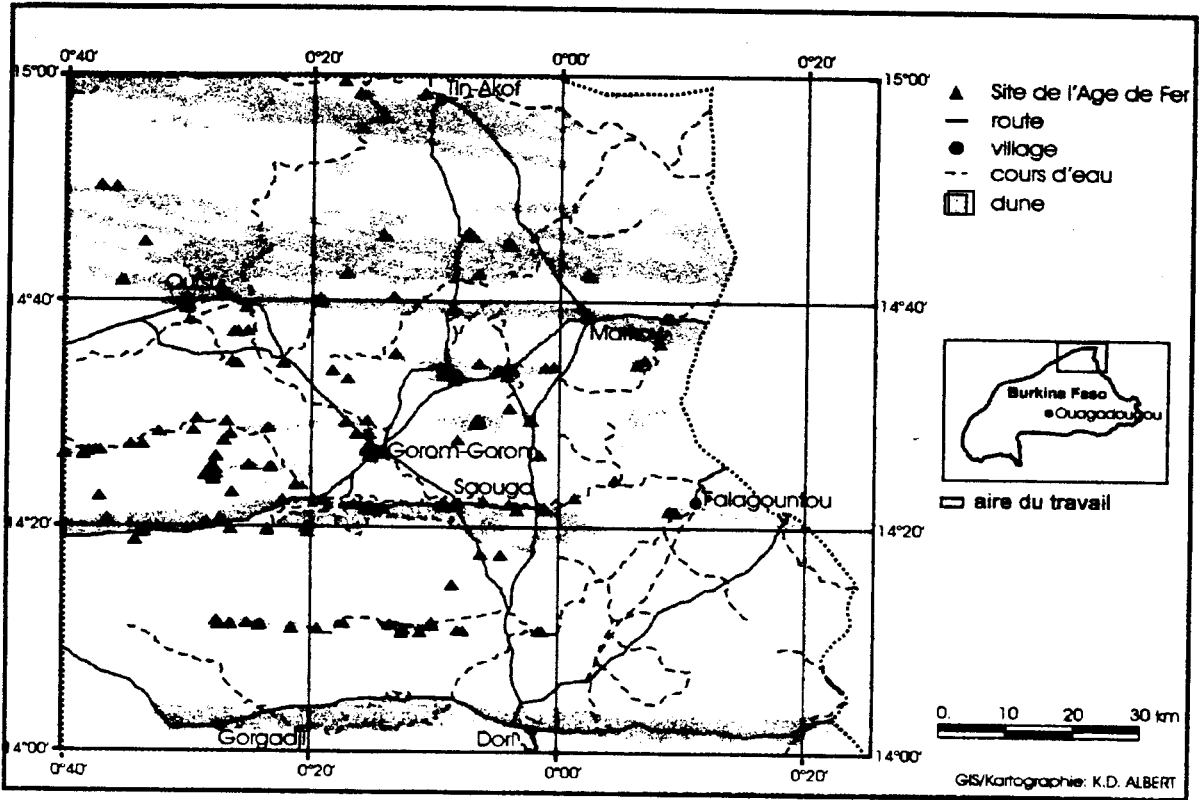 0°40' 0°20' 0°00' 0°20'
15°00' 15°00'
Tin-Akof
14°40' 14°40'
Gorom-Gorom
Saouga
Falagountou
14°20' 14°20'
Gorgadji
14°00' 14°00'
0°40' 0°20' 0°00' 0°20'
Site de l'Age de Fer
route
village
cours d'eau
dune
Burkina Faso
Ouagadougou
aire du travail
0 10 20 30 km
GIS/Kartographie: K.D. ALBERT